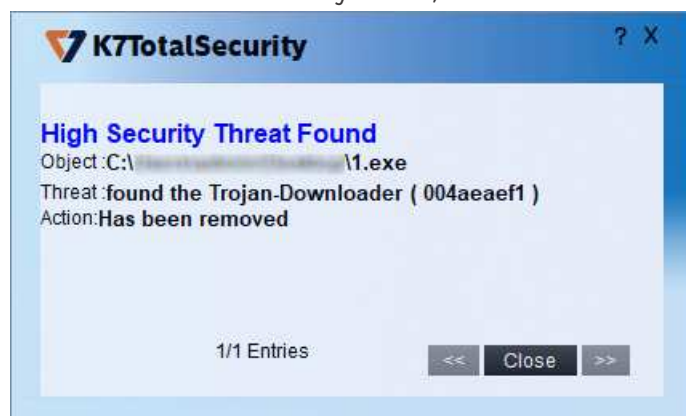 K7TotalSecurity
? X
High Security Threat Found
Object :C:\ \1.exe
Threat :found the Trojan-Downloader ( 004aeaef1 )
Action:Has been removed
1/1 Entries
<< Close >>